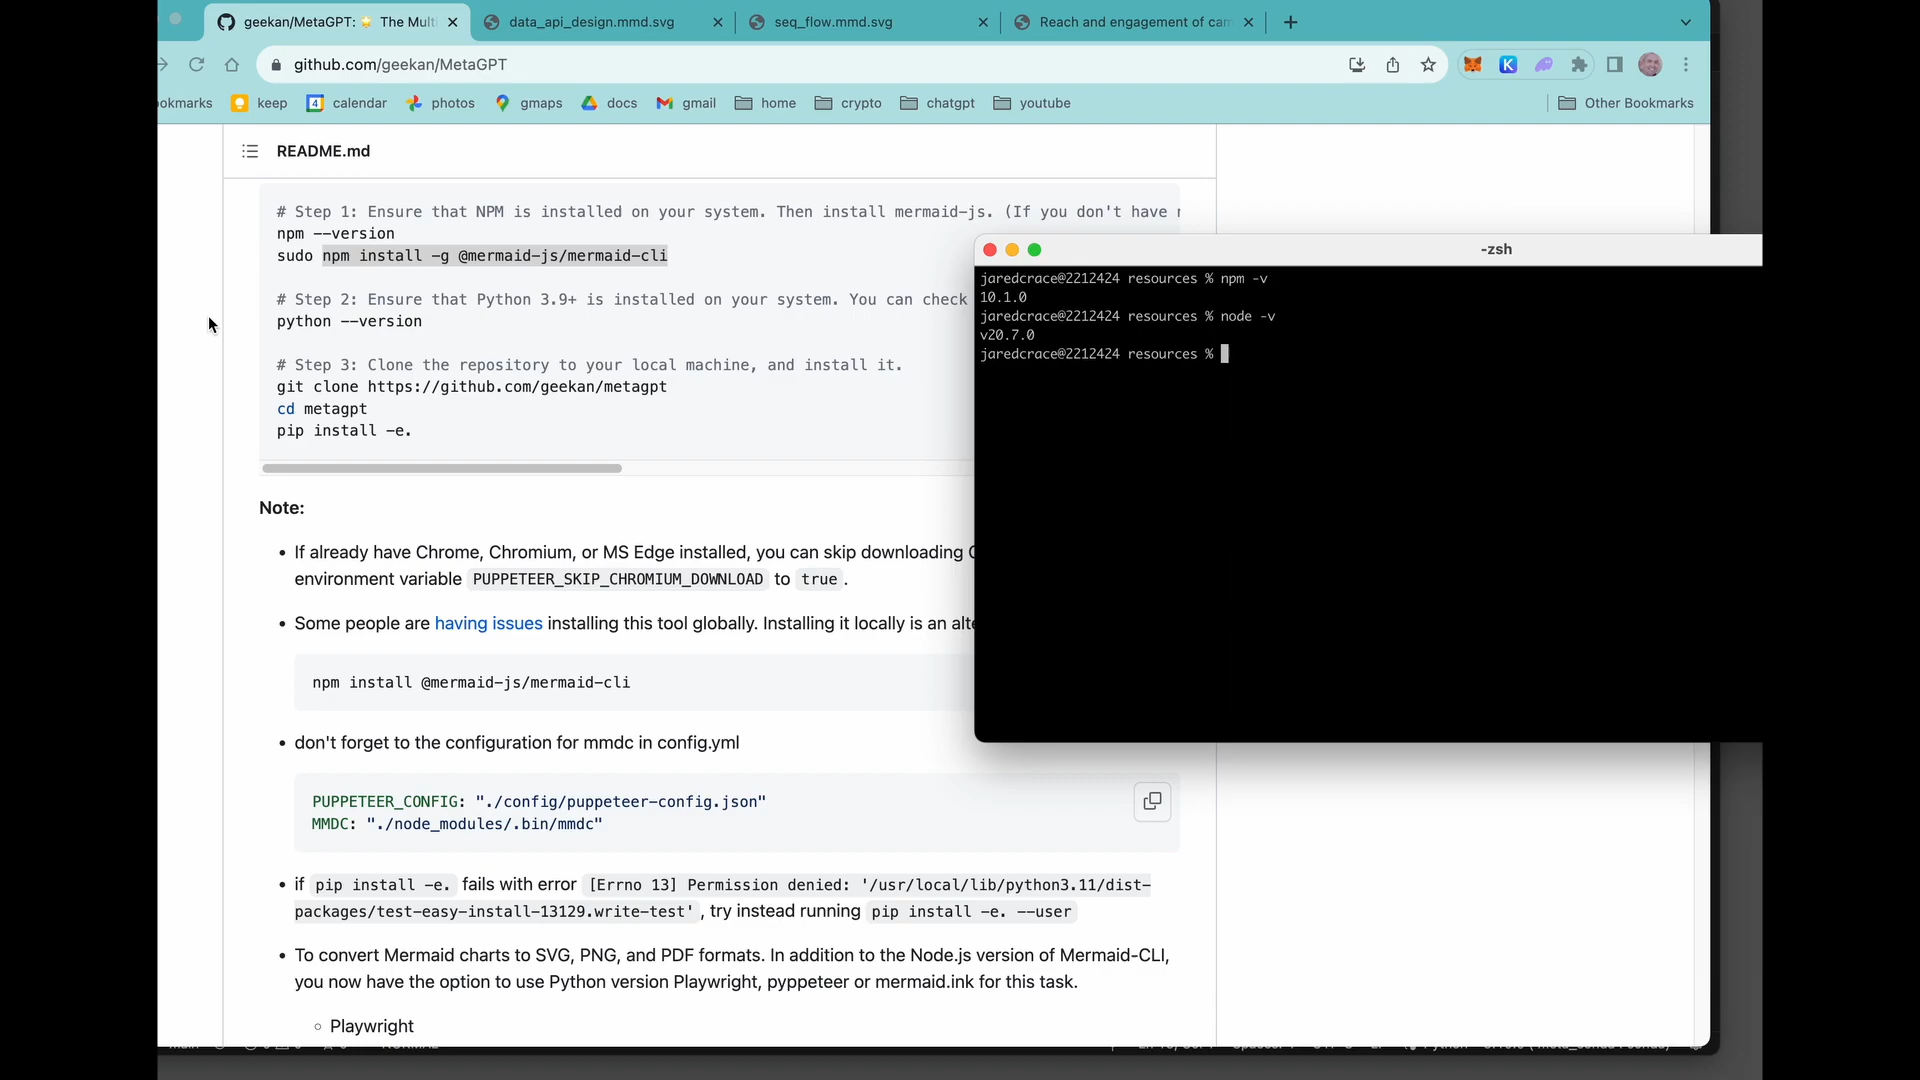 geekan/MetaGPT: 🌟 The Mult
data_api_design.mmd.svg
seq_flow.mmd.svg
Reach and engagement of cam
github.com/geekan/MetaGPT
K
okmarks
keep
4
calendar
photos
gmaps
docs
gmail
home
crypto
chatgpt
youtube
Other Bookmarks
README.md
# Step 1: Ensure that NPM is installed on your system. Then install mermaid-js. (If you don't have
npm --version
sudo npm install -g @mermaid-js/mermaid-cli
# Step 2: Ensure that Python 3.9+ is installed on your system. You can check
python --version
# Step 3: Clone the repository to your local machine, and install it.
git clone https://github.com/geekan/metagpt
cd metagpt
pip install -e.
-zsh
jaredcrace@2212424 resources % npm -v
10.1.0
jaredcrace@2212424 resources % node -v
v20.7.0
jaredcrace@2212424 resources %
Note:
• If already have Chrome, Chromium, or MS Edge installed, you can skip downloading
environment variable PUPPETEER_SKIP_CHROMIUM_DOWNLOAD to true .
• Some people are having issues installing this tool globally. Installing it locally is an alte
npm install @mermaid-js/mermaid-cli
• don't forget to the configuration for mmdc in config.yml
PUPPETEER_CONFIG: "./config/puppeteer-config.json"
MMDC: "./node_modules/.bin/mmdc"
• if pip install -e. fails with error [Errno 13] Permission denied: '/usr/local/lib/python3.11/dist-
packages/test-easy-install-13129.write-test' , try instead running pip install -e. --user
• To convert Mermaid charts to SVG, PNG, and PDF formats. In addition to the Node.js version of Mermaid-CLI,
you now have the option to use Python version Playwright, pyppeteer or mermaid.ink for this task.
○ Playwright